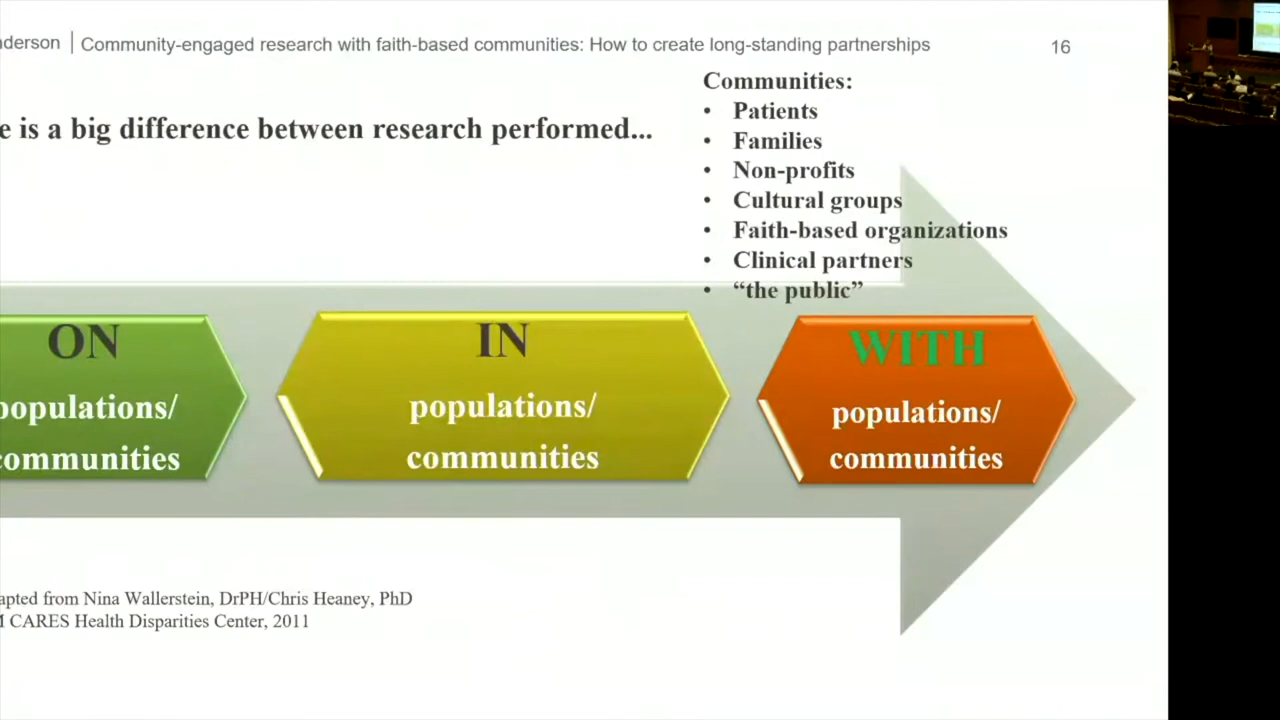 nderson | Community-engaged research with faith-based communities: How to create long-standing partnerships
16
e is a big difference between research performed...
Communities:
• Patients
• Families
• Non-profits
• Cultural groups
• Faith-based organizations
• Clinical partners
• “the public”
ON
populations/
communities
IN
populations/
communities
WITH
populations/
communities
apted from Nina Wallerstein, DrPH/Chris Heaney, PhD
M CARES Health Disparities Center, 2011